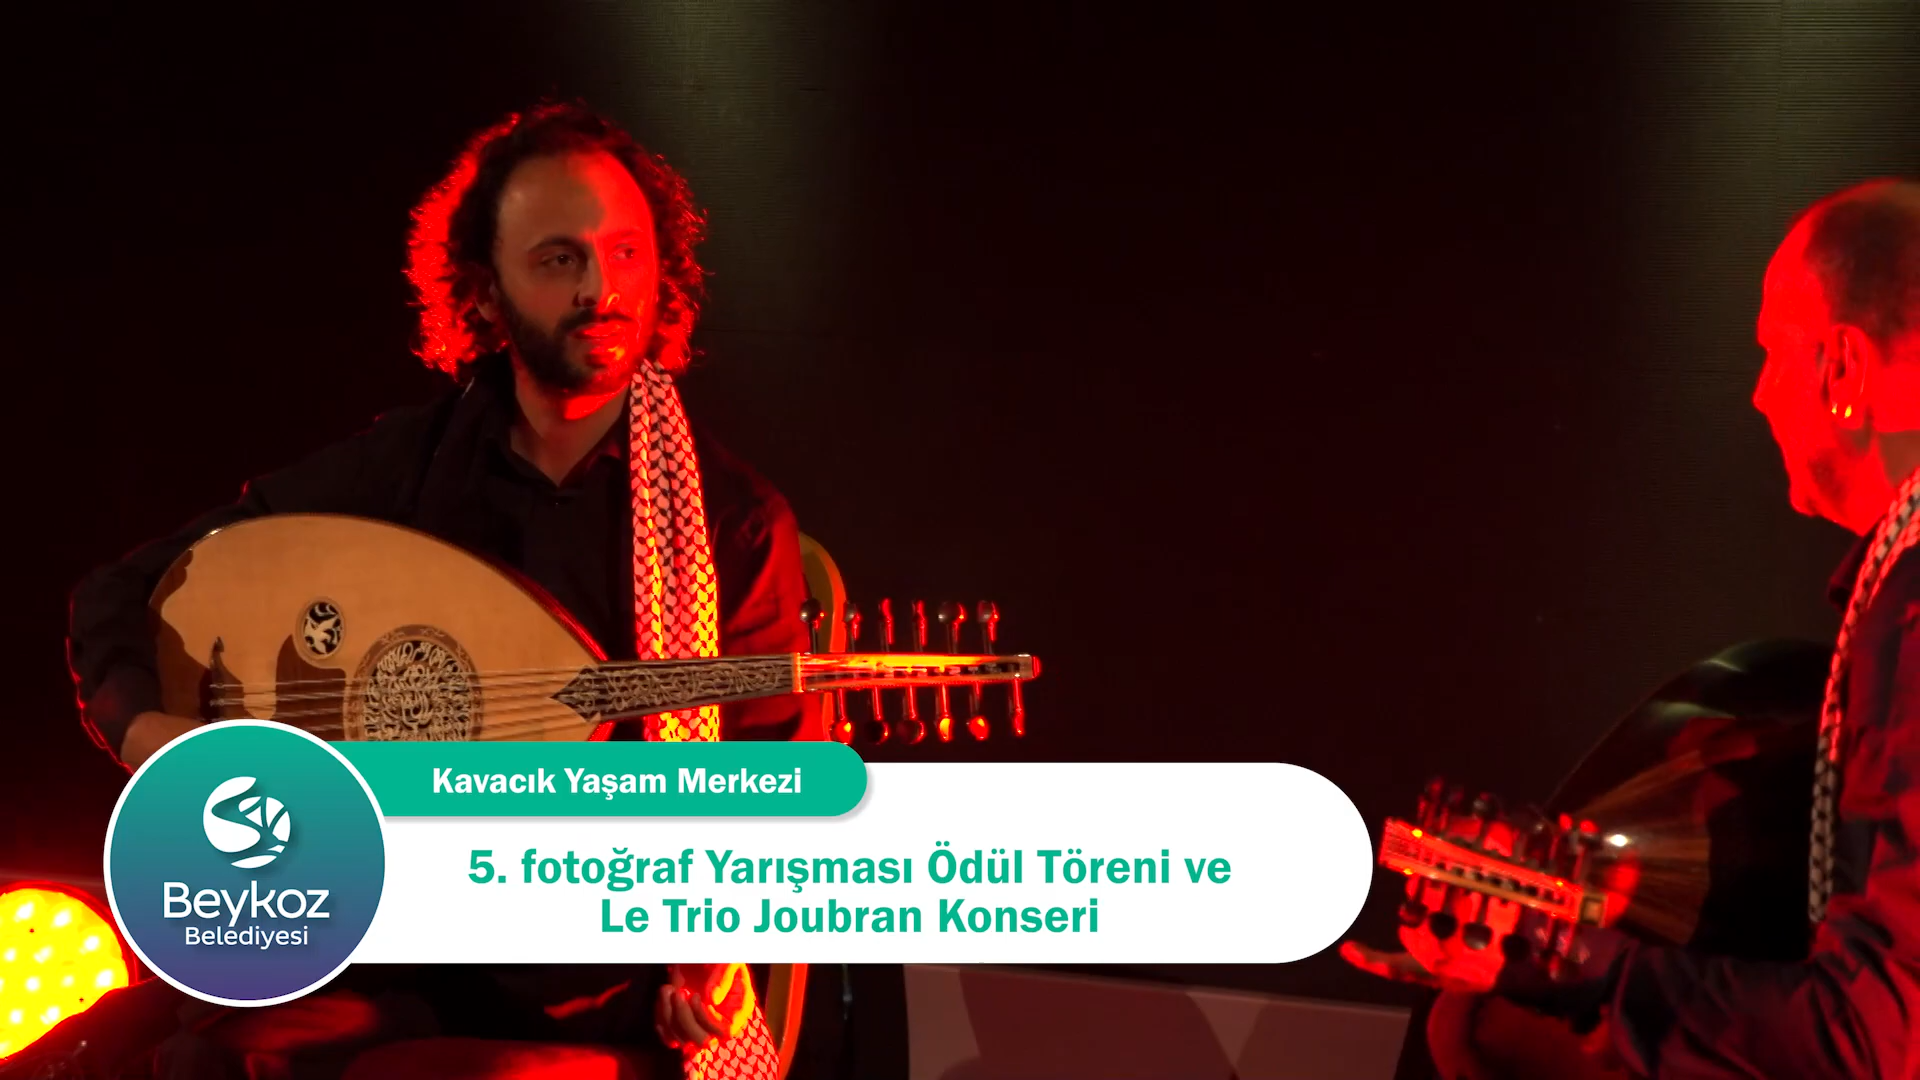 Kavacık Yaşam Merkezi
5. fotoğraf Yarışması Ödül Töreni ve
Le Trio Joubran Konseri
Beykoz
Belediyesi